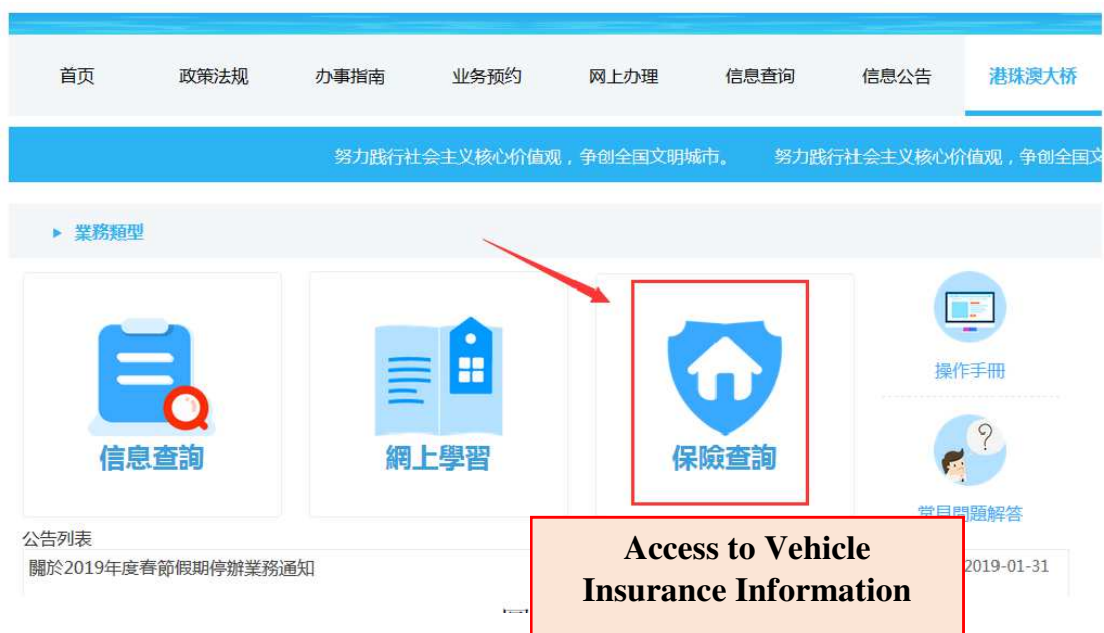 首页 政策法规 办事指南 业务预约 网上办理 信息查询 信息公告 港珠澳大桥
努力践行社会主义核心价值观，争创全国文明城市。 努力践行社会主义核心价值观，争创全国文
業務類型
信息查詢
網上學習
保險查詢
操作手冊
常見問題解答
公告列表
關於2019年度春節假期停辦業務通知
2019-01-31
Access to Vehicle
Insurance Information